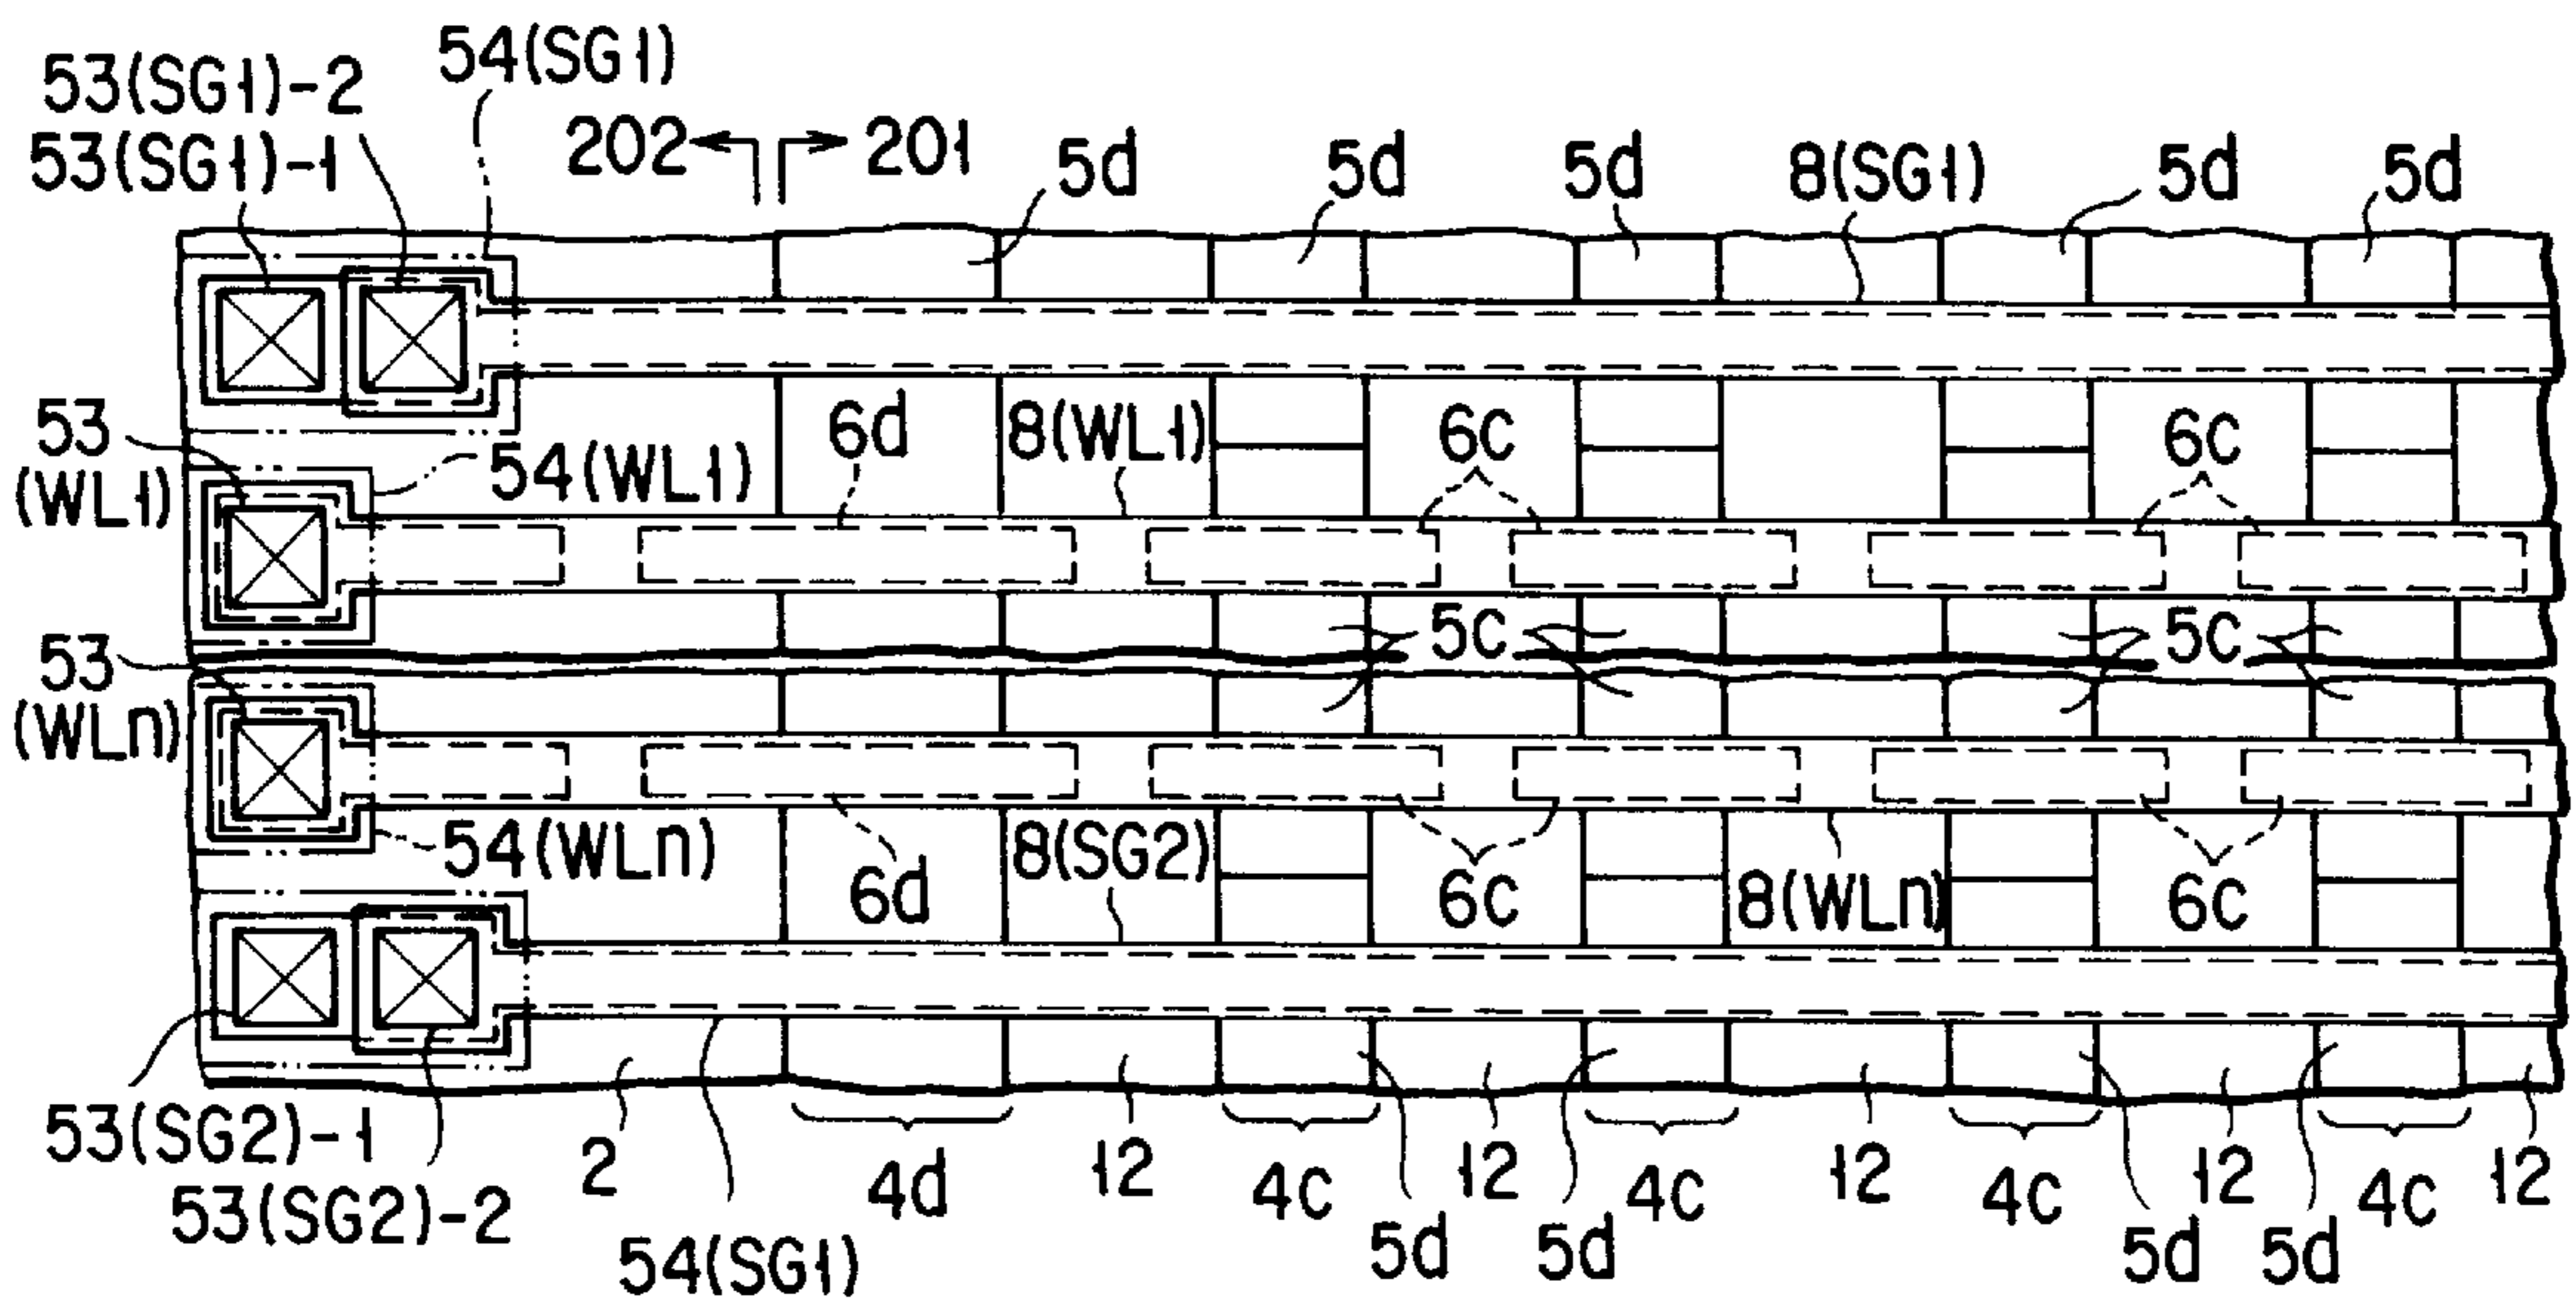 54(SG1)
53(SG1)-2
53(SG1)-1
202 201
5d 5d 5d 8(SG1) 5d 5d
53
(WL1)
54(WL1)
6d 8(WL1) 6c 6c
53
(WLn)
5c 5c
54(WLn)
6d 8(SG2) 6c 8(WLn) 6c
53(SG2)-1
53(SG2)-2
2 4d 12 4c 12 4c 12 4c 12 4c 12
54(SG1) 5d 5d 5d 5d